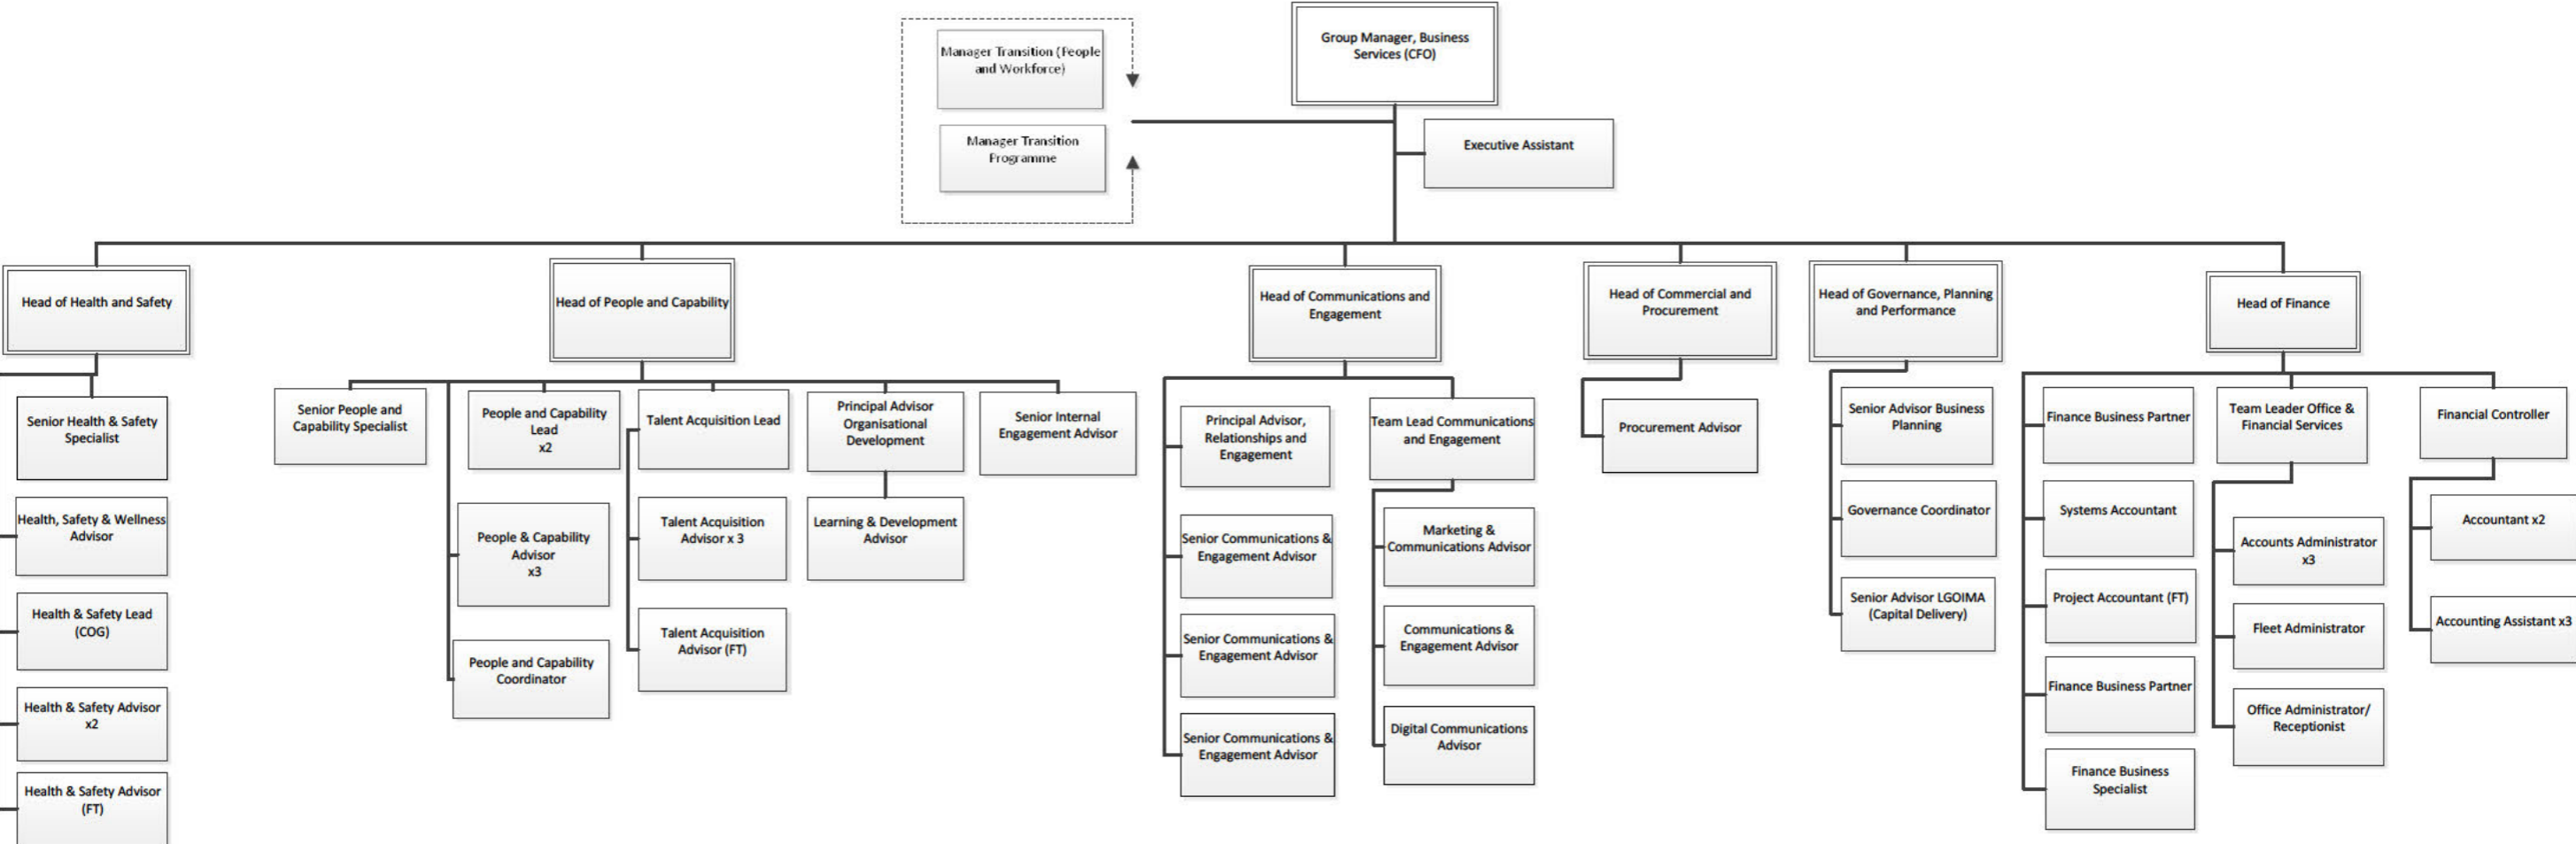 Manager Transition (People
and Workforce)
Manager Transition
Programme
Group Manager, Business
Services (CFO)
Executive Assistant
Head of Health and Safety
Senior Health & Safety
Specialist
Health, Safety & Wellness
Advisor
Health & Safety Lead
(COG)
Health & Safety Advisor
x2
Health & Safety Advisor
(FT)
Head of People and Capability
Senior People and
Capability Specialist
People and Capability
Lead
x2
People & Capability
Advisor
x3
People and Capability
Coordinator
Talent Acquisition Lead
Talent Acquisition
Advisor x 3
Talent Acquisition
Advisor (FT)
Principal Advisor
Organisational
Development
Learning & Development
Advisor
Senior Internal
Engagement Advisor
Head of Communications and
Engagement
Principal Advisor,
Relationships and
Engagement
Senior Communications &
Engagement Advisor
Senior Communications &
Engagement Advisor
Senior Communications &
Engagement Advisor
Team Lead Communications
and Engagement
Marketing &
Communications Advisor
Communications &
Engagement Advisor
Digital Communications
Advisor
Head of Commercial and
Procurement
Procurement Advisor
Head of Governance, Planning
and Performance
Senior Advisor Business
Planning
Governance Coordinator
Senior Advisor LGOIMA
(Capital Delivery)
Head of Finance
Finance Business Partner
Systems Accountant
Project Accountant (FT)
Finance Business Partner
Finance Business
Specialist
Team Leader Office &
Financial Services
Accounts Administrator
x3
Fleet Administrator
Office Administrator/
Receptionist
Financial Controller
Accountant x2
Accounting Assistant x3